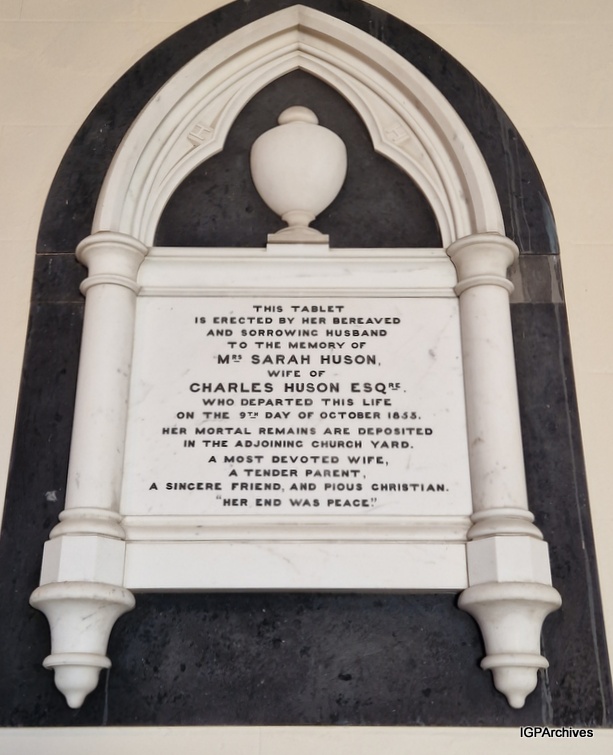 THIS TABLET
IS ERECTED BY HER BEREAVED
AND SORROWING HUSBAND
TO THE MEMORY OF
MRS SARAH HUSON,
WIFE OF
CHARLES HUSON ESQRE.
WHO DEPARTED THIS LIFE
ON THE 9TH DAY OF OCTOBER 1855.
HER MORTAL REMAINS ARE DEPOSITED
IN THE ADJOINING CHURCH YARD.
A MOST DEVOTED WIFE,
A TENDER PARENT,
A SINCERE FRIEND, AND PIOUS CHRISTIAN.
"HER END WAS PEACE."
IGPArchives